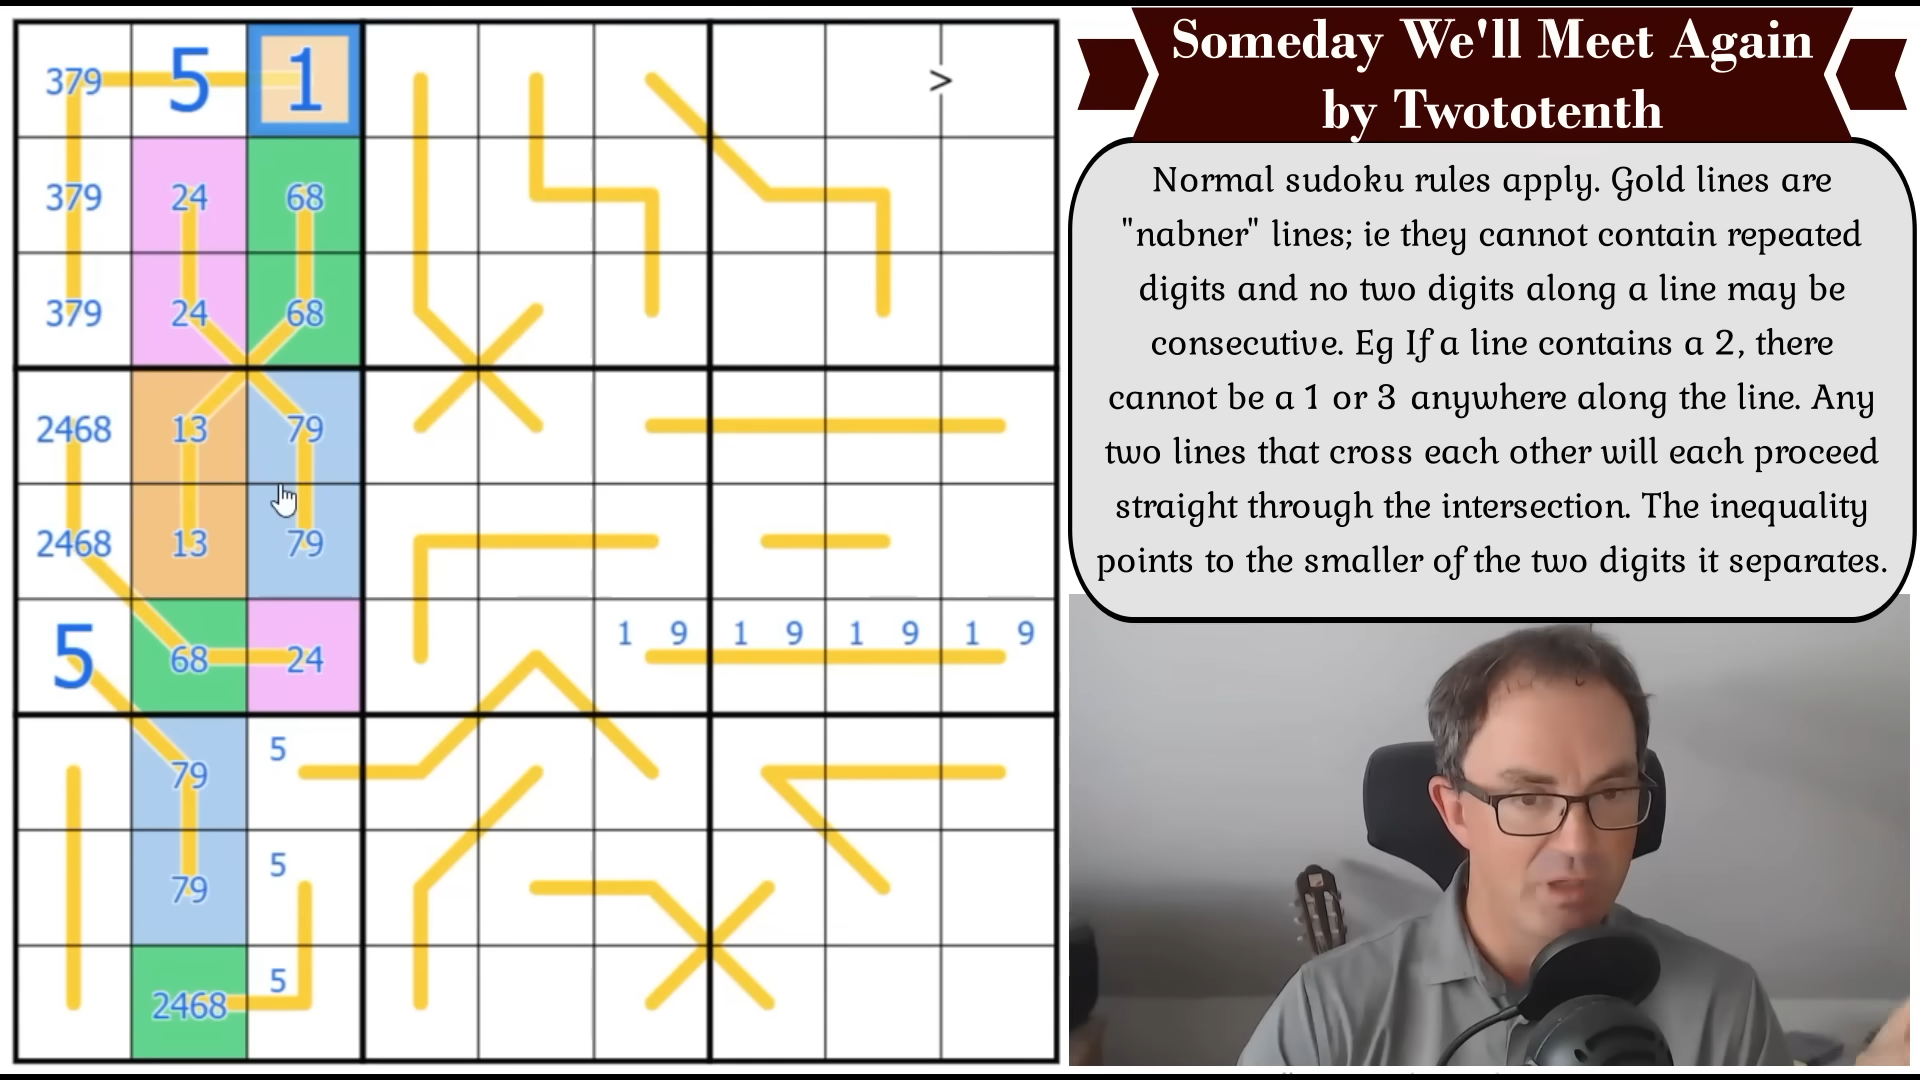 Someday We'll Meet Again
by Twototenth
Normal sudoku rules apply. Gold lines are
"nabner" lines; ie they cannot contain repeated
digits and no two digits along a line may be
consecutive. Eg If a line contains a 2, there
cannot be a 1 or 3 anywhere along the line. Any
two lines that cross each other will each proceed
straight through the intersection. The inequality
points to the smaller of the two digits it separates.
379 5 1 >
379 24 68
379 24 68
2468 13 79
2468 13 79
5 68 24 1 9 1 9 1 9 1 9
79 5
79 5
2468 5